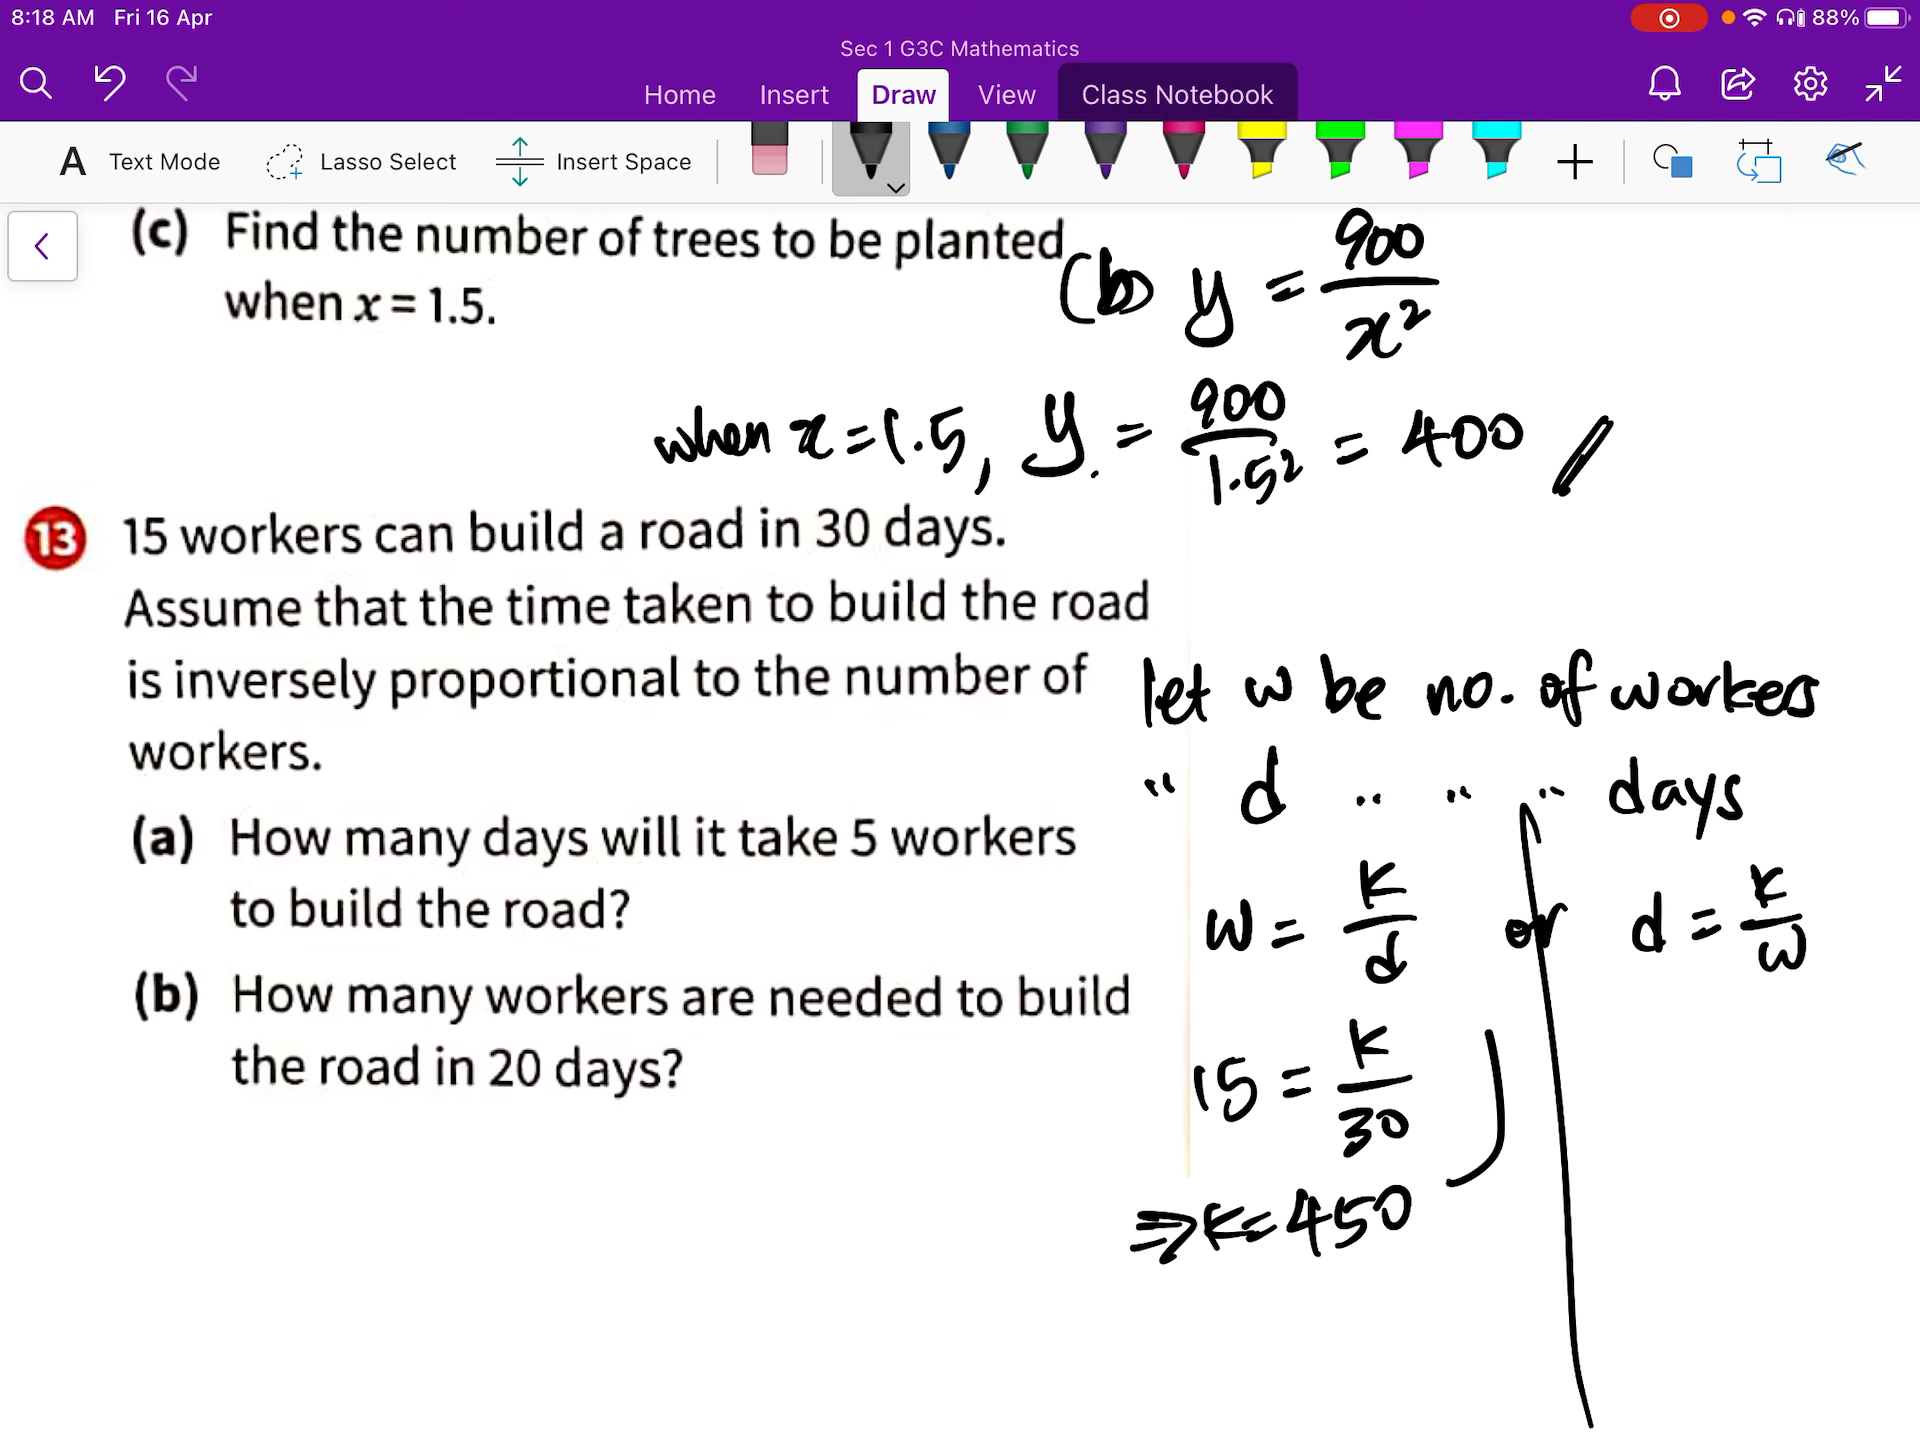 8:18 AM Fri 16 Apr 88%
Sec 1 G3C Mathematics
Home Insert Draw View Class Notebook
A Text Mode Lasso Select Insert Space
(c) Find the number of trees to be planted
when x = 1.5.
(b) y = 900/x²
when x = 1.5, y = 900/1.5² = 400
13 15 workers can build a road in 30 days.
Assume that the time taken to build the road
is inversely proportional to the number of
workers.
(a) How many days will it take 5 workers
to build the road?
(b) How many workers are needed to build
the road in 20 days?
let w be no. of workers
" d " " " days
w = k/d or d = k/w
15 = k/30
⇒ k = 450